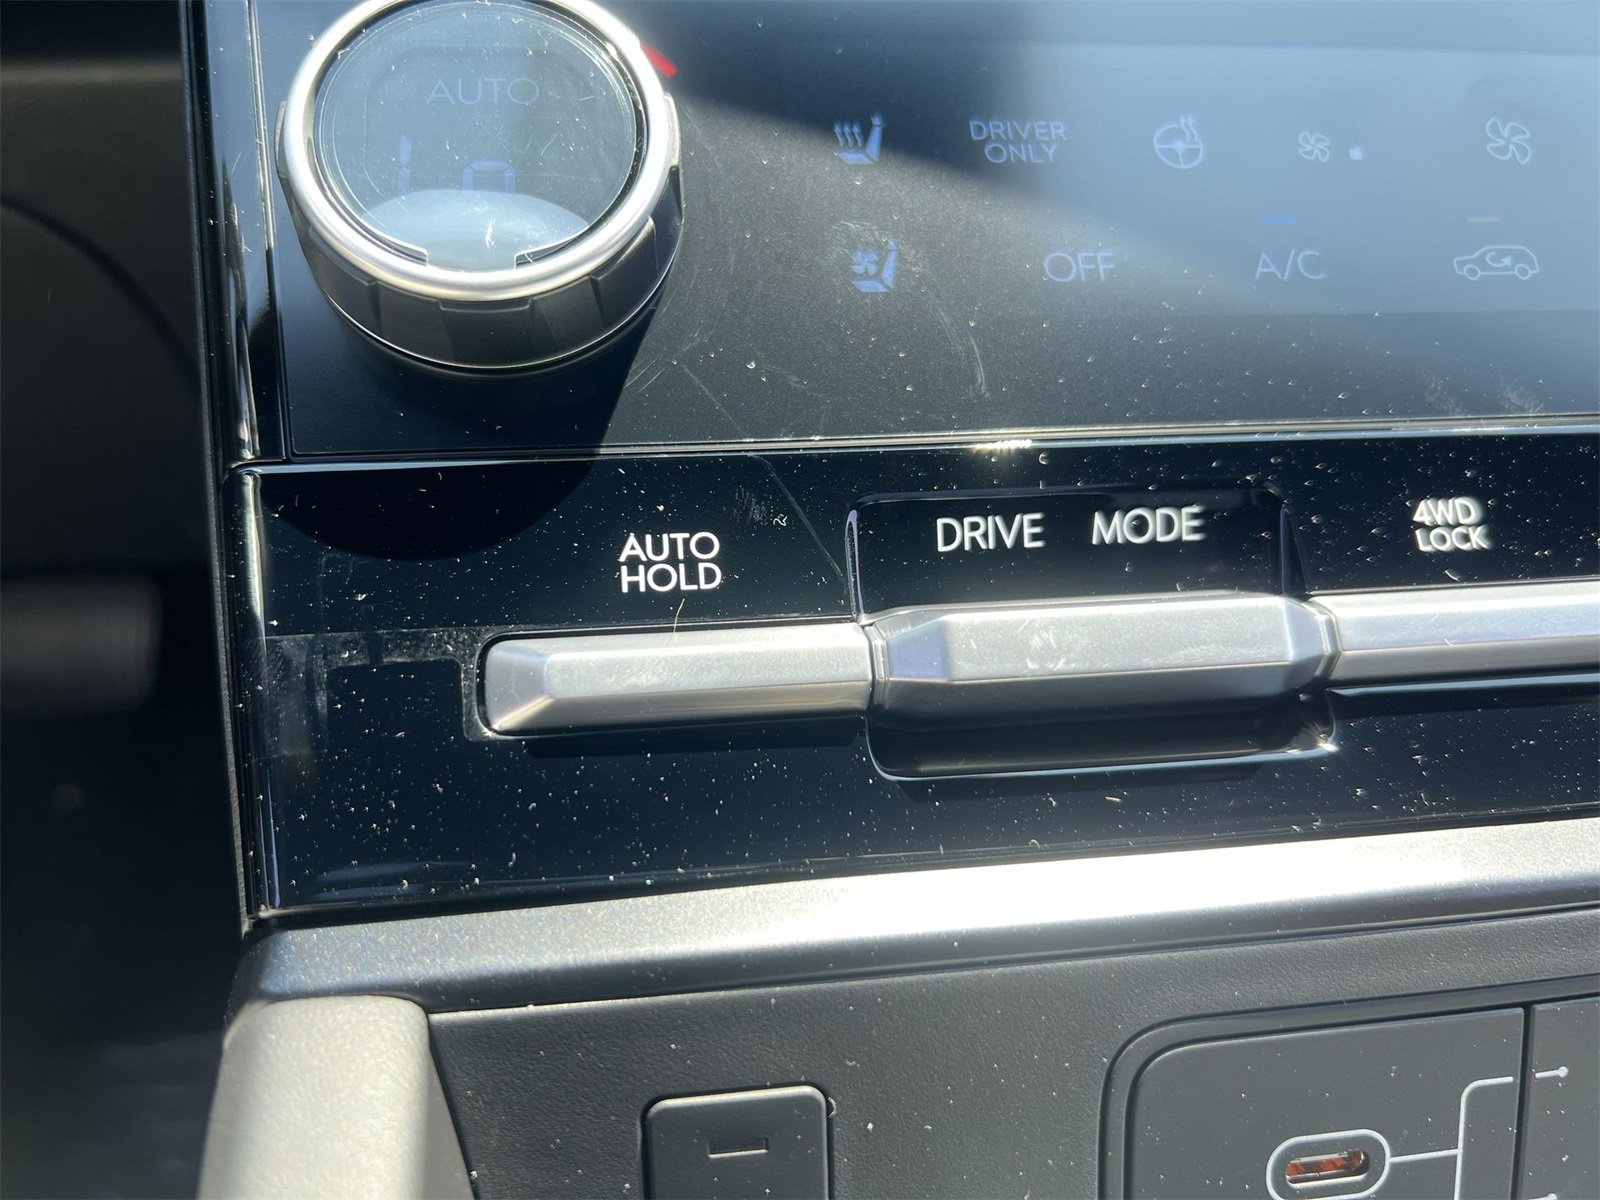 AUTO
DRIVER
ONLY
OFF
A/C
AUTO
HOLD
DRIVE MODE
4WD
LOCK